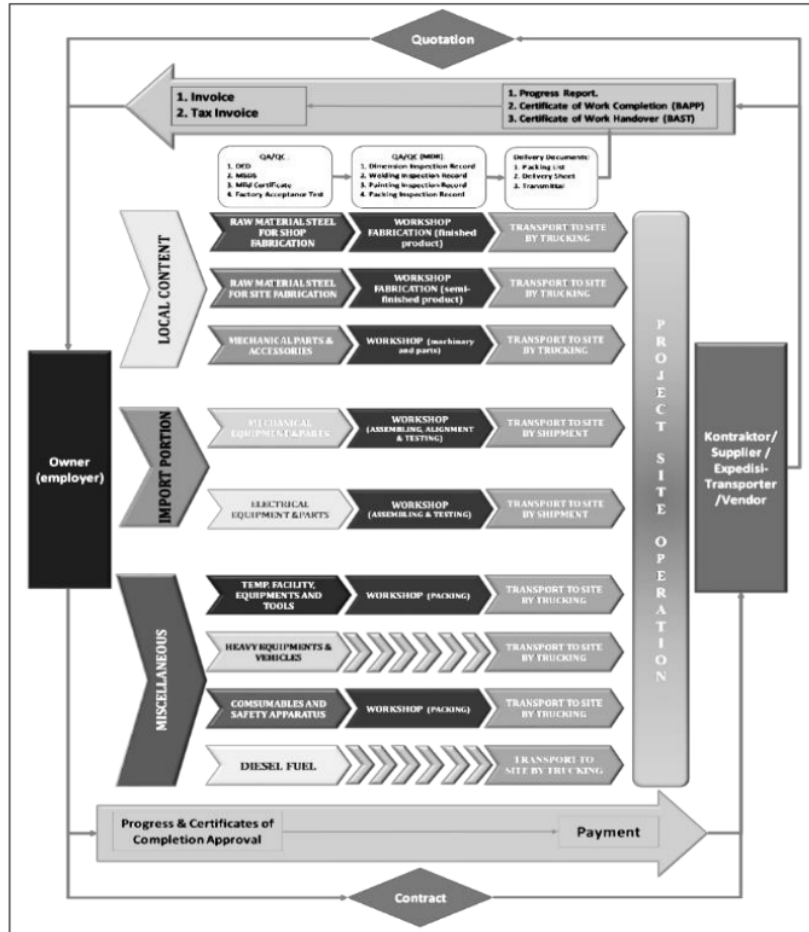 Quotation
1. Invoice
2. Tax Invoice
1. Progress Report.
2. Certificate of Work Completion (BAPP)
3. Certificate of Work Handover (BAST)
QA/QC
1. DED
2. MSDS
3. Mill Certificate
4. Factory Acceptance Test
QA/QC (MDR)
1. Dimension Inspection Record
2. Welding Inspection Record
3. Painting Inspection Record
4. Packing Inspection Record
Delivery Documents:
1. Packing List
2. Delivery Sheet
3. Transmittal
LOCAL CONTENT
RAW MATERIAL STEEL
FOR SHOP
FABRICATION
WORKSHOP
FABRICATION (finished
product)
TRANSPORT TO SITE
BY TRUCKING
RAW MATERIAL STEEL
FOR SITE FABRICATION
WORKSHOP
FABRICATION (semi-
finished product)
TRANSPORT TO SITE
BY TRUCKING
MECHANICAL PARTS &
ACCESSORIES
WORKSHOP (machinery
and parts)
TRANSPORT TO SITE
BY TRUCKING
Owner
(employer)
IMPORT PORTION
MECHANICAL
EQUIPMENT &PARTS
WORKSHOP
(ASSEMBLING, ALIGNMENT
& TESTING)
TRANSPORT TO SITE
BY SHIPMENT
ELECTRICAL
EQUIPMENT &PARTS
WORKSHOP
(ASSEMBLING & TESTING)
TRANSPORT TO SITE
BY SHIPMENT
MISCELLANEOUS
TEMP. FACILITY,
EQUIPMENTS AND
TOOLS
WORKSHOP (PACKING)
TRANSPORT TO SITE
BY TRUCKING
HEAVY EQUIPMENTS &
VEHICLES
TRANSPORT TO SITE
BY TRUCKING
COMSUMABLES AND
SAFETY APPARATUS
WORKSHOP (PACKING)
TRANSPORT TO SITE
BY TRUCKING
DIESEL FUEL
TRANSPORT TO
SITE BY TRUCKING
PROJECT SITE OPERATION
Kontraktor/
Supplier /
Expedisi-
Transporter
/Vendor
Progress & Certificates of
Completion Approval
Payment
Contract